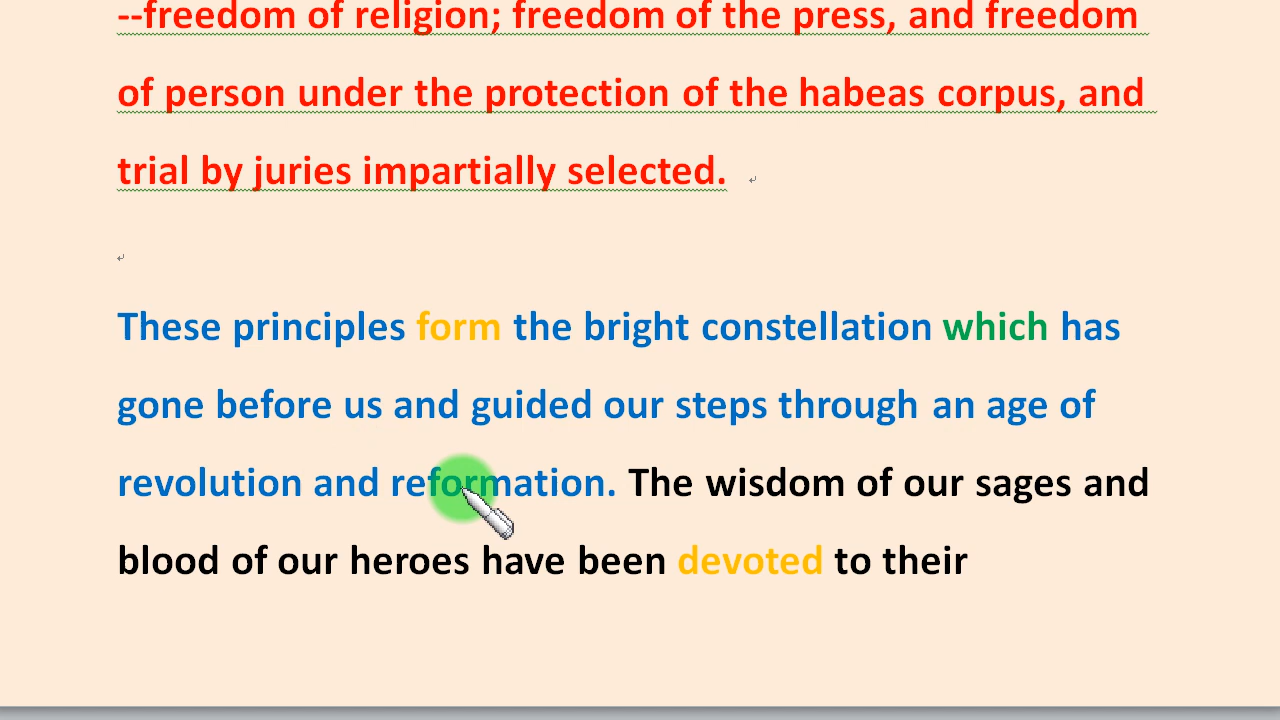 --freedom of religion; freedom of the press, and freedom
of person under the protection of the habeas corpus, and
trial by juries impartially selected.
These principles form the bright constellation which has
gone before us and guided our steps through an age of
revolution and reformation. The wisdom of our sages and
blood of our heroes have been devoted to their